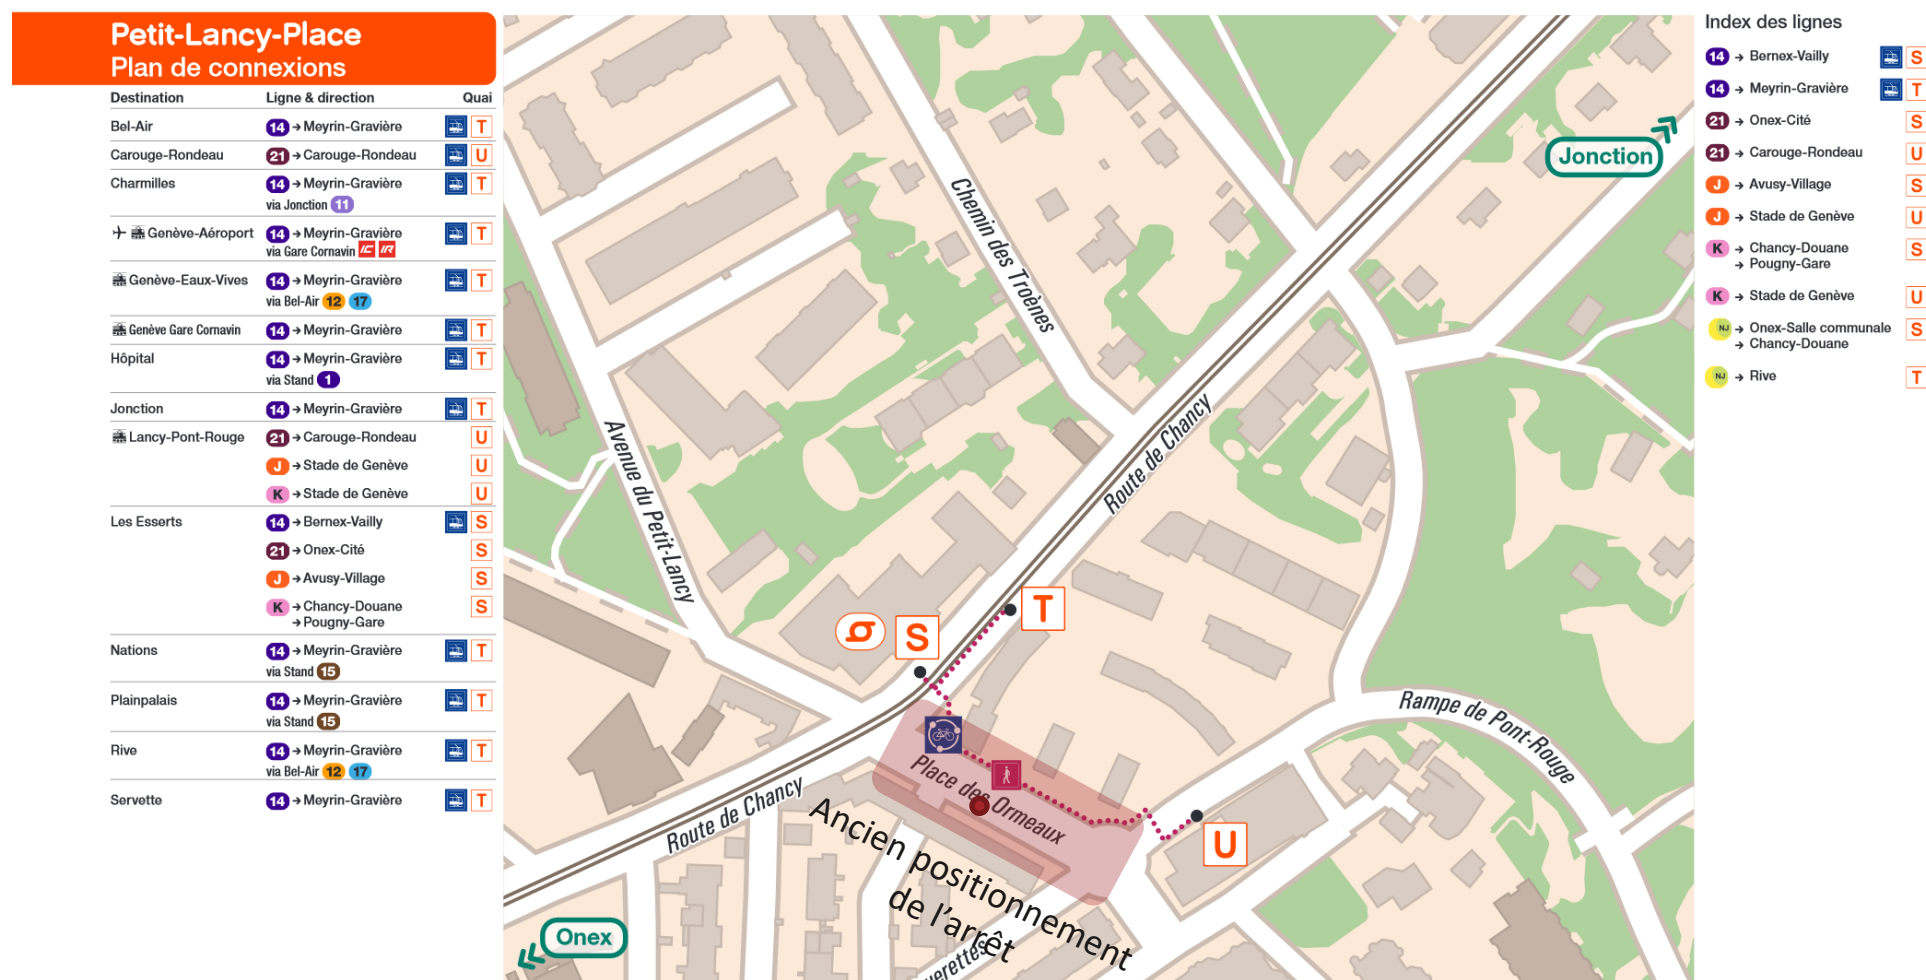 Petit-Lancy-Place
Plan de connexions
Destination Ligne & direction Quai
Bel-Air 14 → Meyrin-Gravière T
Carouge-Rondeau 21 → Carouge-Rondeau U
Charmilles 14 → Meyrin-Gravière T
via Jonction 11
Genève-Aéroport 14 → Meyrin-Gravière T
via Gare Cornavin IC IR
Genève-Eaux-Vives 14 → Meyrin-Gravière T
via Bel-Air 12 17
Genève Gare Cornavin 14 → Meyrin-Gravière T
Hôpital 14 → Meyrin-Gravière T
via Stand 1
Jonction 14 → Meyrin-Gravière T
Lancy-Pont-Rouge 21 → Carouge-Rondeau U
J → Stade de Genève U
K → Stade de Genève U
Les Esserts 14 → Bernex-Vailly S
21 → Onex-Cité S
J → Avusy-Village S
K → Chancy-Douane S
→ Pougny-Gare
Nations 14 → Meyrin-Gravière T
via Stand 15
Plainpalais 14 → Meyrin-Gravière T
via Stand 15
Rive 14 → Meyrin-Gravière T
via Bel-Air 12 17
Servette 14 → Meyrin-Gravière T
Jonction
Chemin des Troènes
Route de Chancy
Avenue du Petit-Lancy
T
S
Rampe de Pont-Rouge
Place des Ormeaux
U
Route de Chancy
Ancien positionnement
de l'arrêt
Onex
verettes
Index des lignes
14 → Bernex-Vailly S
14 → Meyrin-Gravière T
21 → Onex-Cité S
21 → Carouge-Rondeau U
J → Avusy-Village S
J → Stade de Genève U
K → Chancy-Douane S
→ Pougny-Gare
K → Stade de Genève U
NJ → Onex-Salle communale S
→ Chancy-Douane
NJ → Rive T